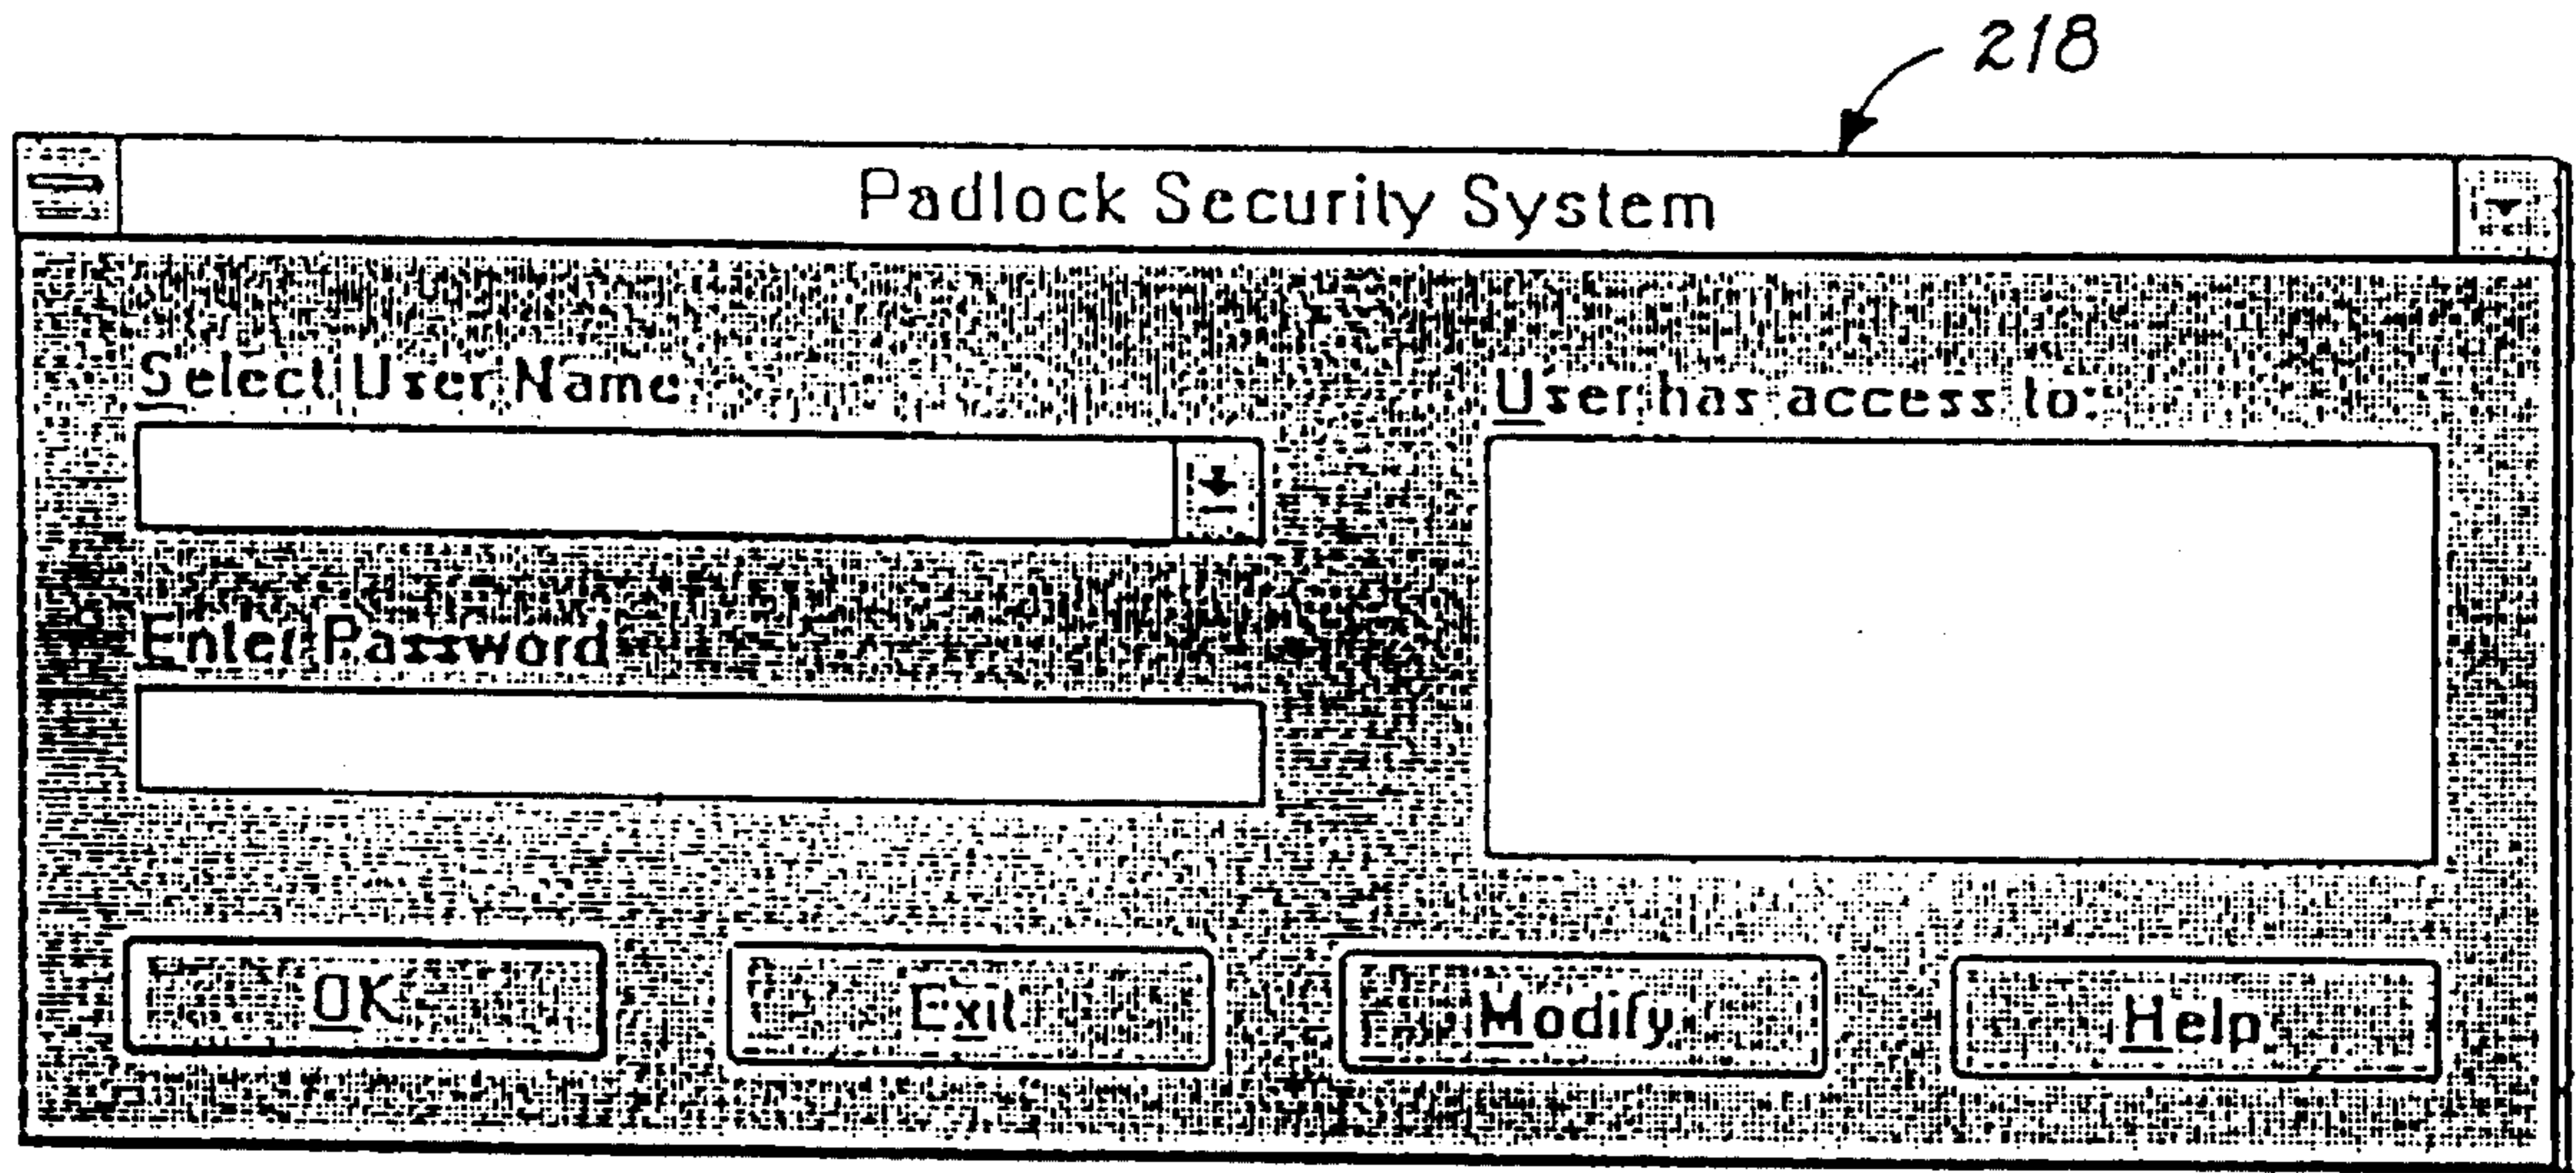 218
Padlock Security System
Select User Name
User has access to:
Enter Password
OK
Exit
Modify
Help